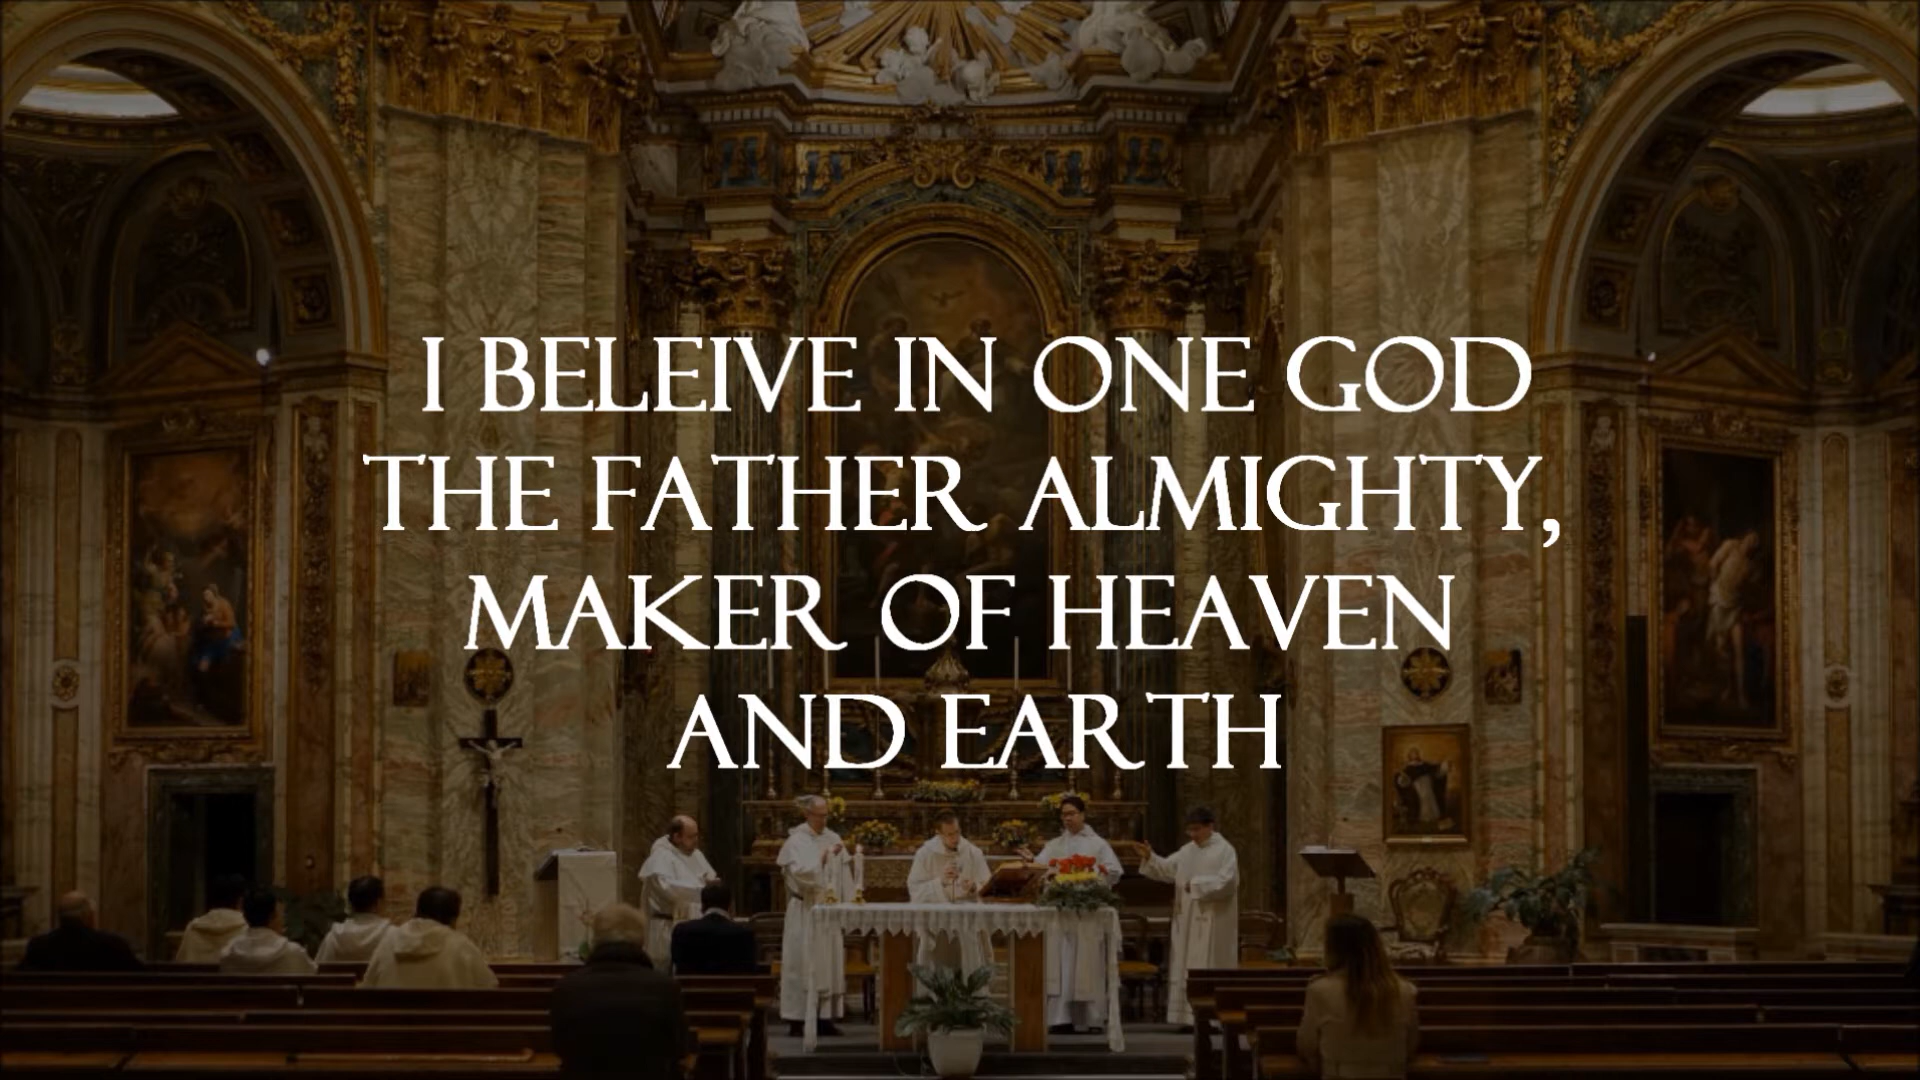 I BELEIVE IN ONE GOD
THE FATHER ALMIGHTY,
MAKER OF HEAVEN
AND EARTH